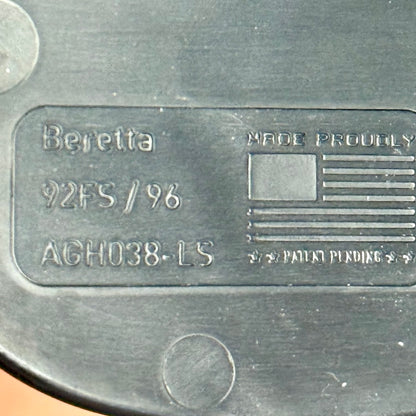 Beretta
92FS/96
AGH038-LS
MADE PROUDLY
PATENT PENDING